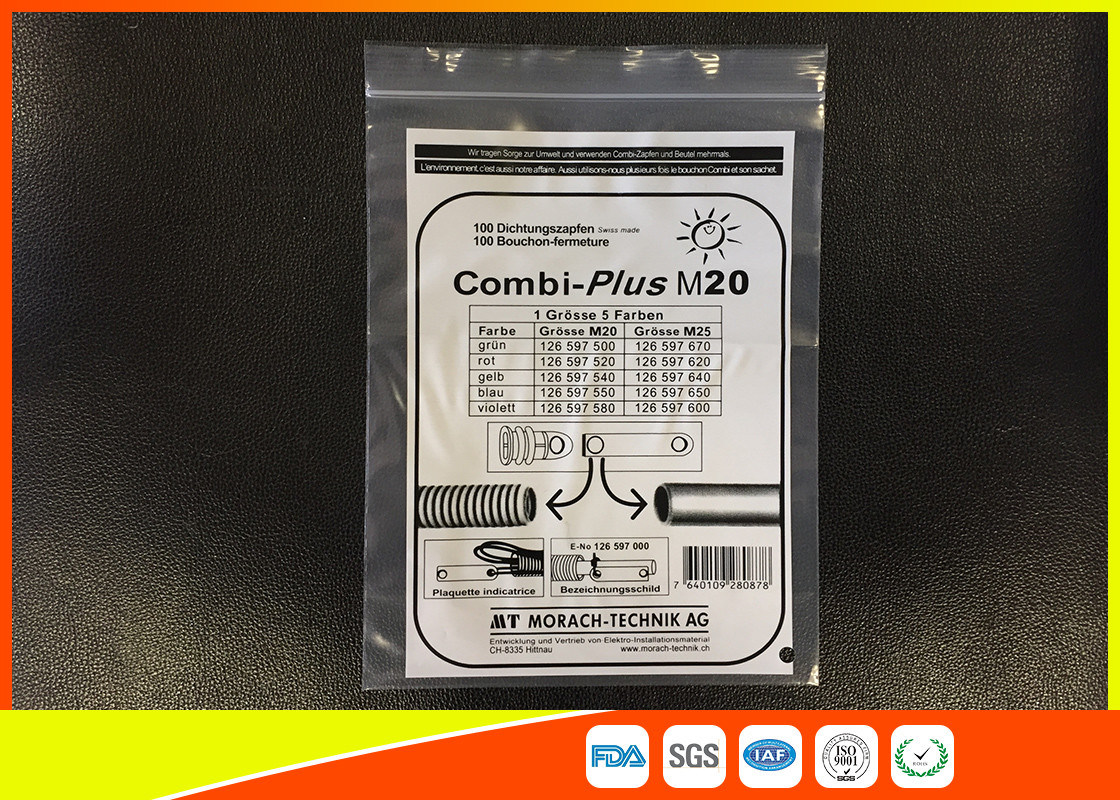 Wir tragen Sorge zur Umwelt und verwenden Combi-Zapfen und Beutel mehrmals.
L'environnement, c'est aussi notre affaire. Aussi utilisons-nous plusieurs fois le bouchon Combi et son sachet.
100 Dichtungszapfen Swiss made
100 Bouchon-fermeture
Combi-Plus M20
1 Grösse 5 Farben
Farbe Grösse M20 Grösse M25
grün 126 597 500 126 597 670
rot 126 597 520 126 597 620
gelb 126 597 540 126 597 640
blau 126 597 550 126 597 650
violett 126 597 580 126 597 600
E-No 126 597 000
Plaquette indicatrice
Bezeichnungsschild
7 640109 280878
MT MORACH-TECHNIK AG
Entwicklung und Vertrieb von Elektro-Installationsmaterial
CH-8335 Hittnau www.morach-technik.ch
FDA
SGS
IAF
ISO
9001
SGS
ROHS